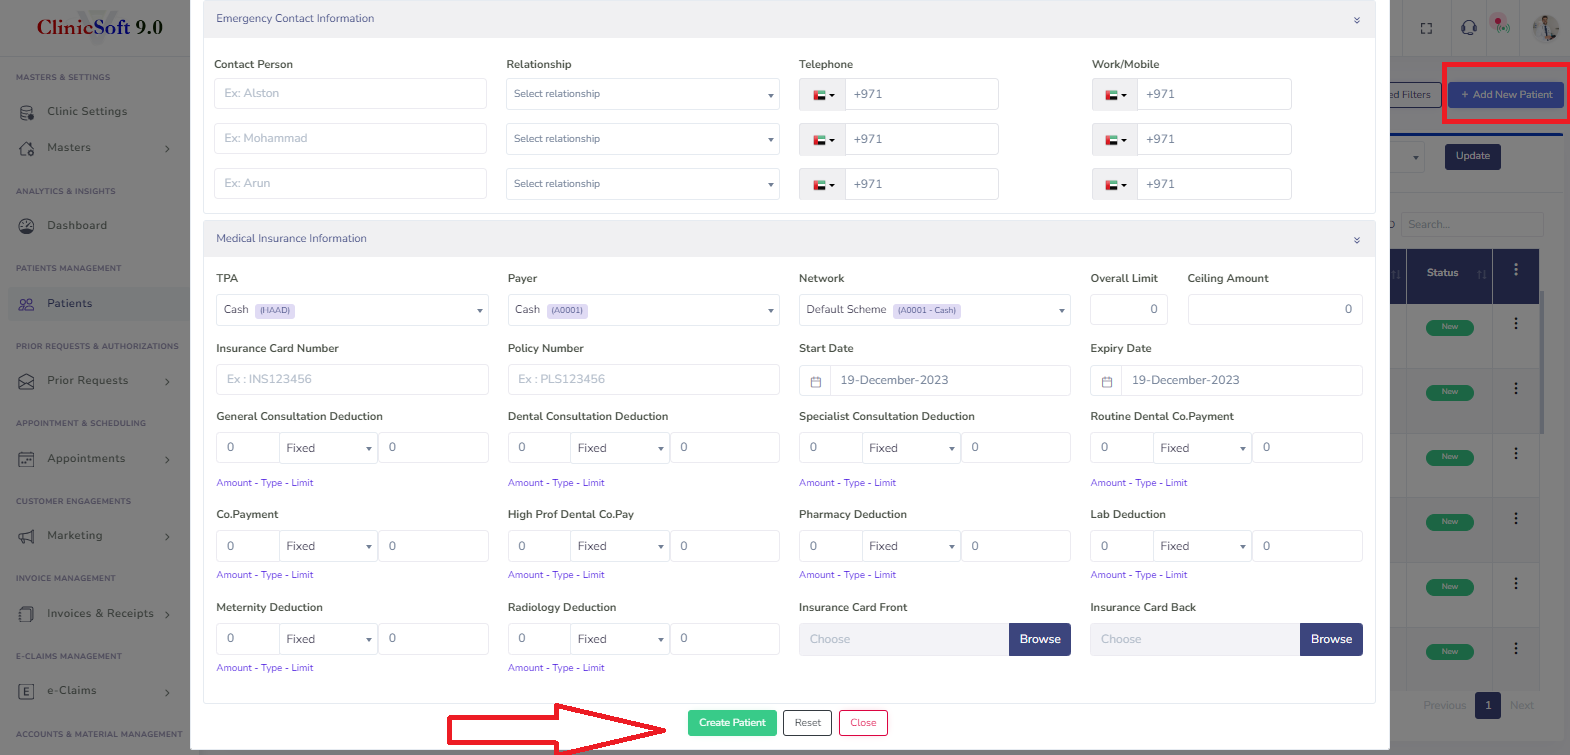 ClinicSoft 9.0
MASTERS & SETTINGS
Clinic Settings
Masters
ANALYTICS & INSIGHTS
Dashboard
PATIENTS MANAGEMENT
Patients
PRIOR REQUESTS & AUTHORIZATIONS
Prior Requests
APPOINTMENT & SCHEDULING
Appointments
CUSTOMER ENGAGEMENTS
Marketing
INVOICE MANAGEMENT
Invoices & Receipts
E-CLAIMS MANAGEMENT
E e-Claims
ACCOUNTS & MATERIAL MANAGEMENT
Emergency Contact Information
Contact Person Relationship Telephone Work/Mobile
Ex: Alston Select relationship +971 +971
Ex: Mohammad Select relationship +971 +971
Ex: Arun Select relationship +971 +971
Medical Insurance Information
TPA Payer Network Overall Limit Ceiling Amount
Cash (HAAD) Cash (A0001) Default Scheme (A0001 - Cash) 0 0
Insurance Card Number Policy Number Start Date Expiry Date
Ex : INS123456 Ex : PLS123456 19-December-2023 19-December-2023
General Consultation Deduction Dental Consultation Deduction Specialist Consultation Deduction Routine Dental Co.Payment
0 Fixed 0 0 Fixed 0 0 Fixed 0 0 Fixed 0
Amount - Type - Limit Amount - Type - Limit Amount - Type - Limit Amount - Type - Limit
Co.Payment High Prof Dental Co.Pay Pharmacy Deduction Lab Deduction
0 Fixed 0 0 Fixed 0 0 Fixed 0 0 Fixed 0
Amount - Type - Limit Amount - Type - Limit Amount - Type - Limit Amount - Type - Limit
Meternity Deduction Radiology Deduction Insurance Card Front Insurance Card Back
0 Fixed 0 0 Fixed 0 Choose Browse Choose Browse
Amount - Type - Limit Amount - Type - Limit
Create Patient Reset Close
ed Filters + Add New Patient
Update
Search...
Status
New
New
New
New
New
New
Previous 1 Next